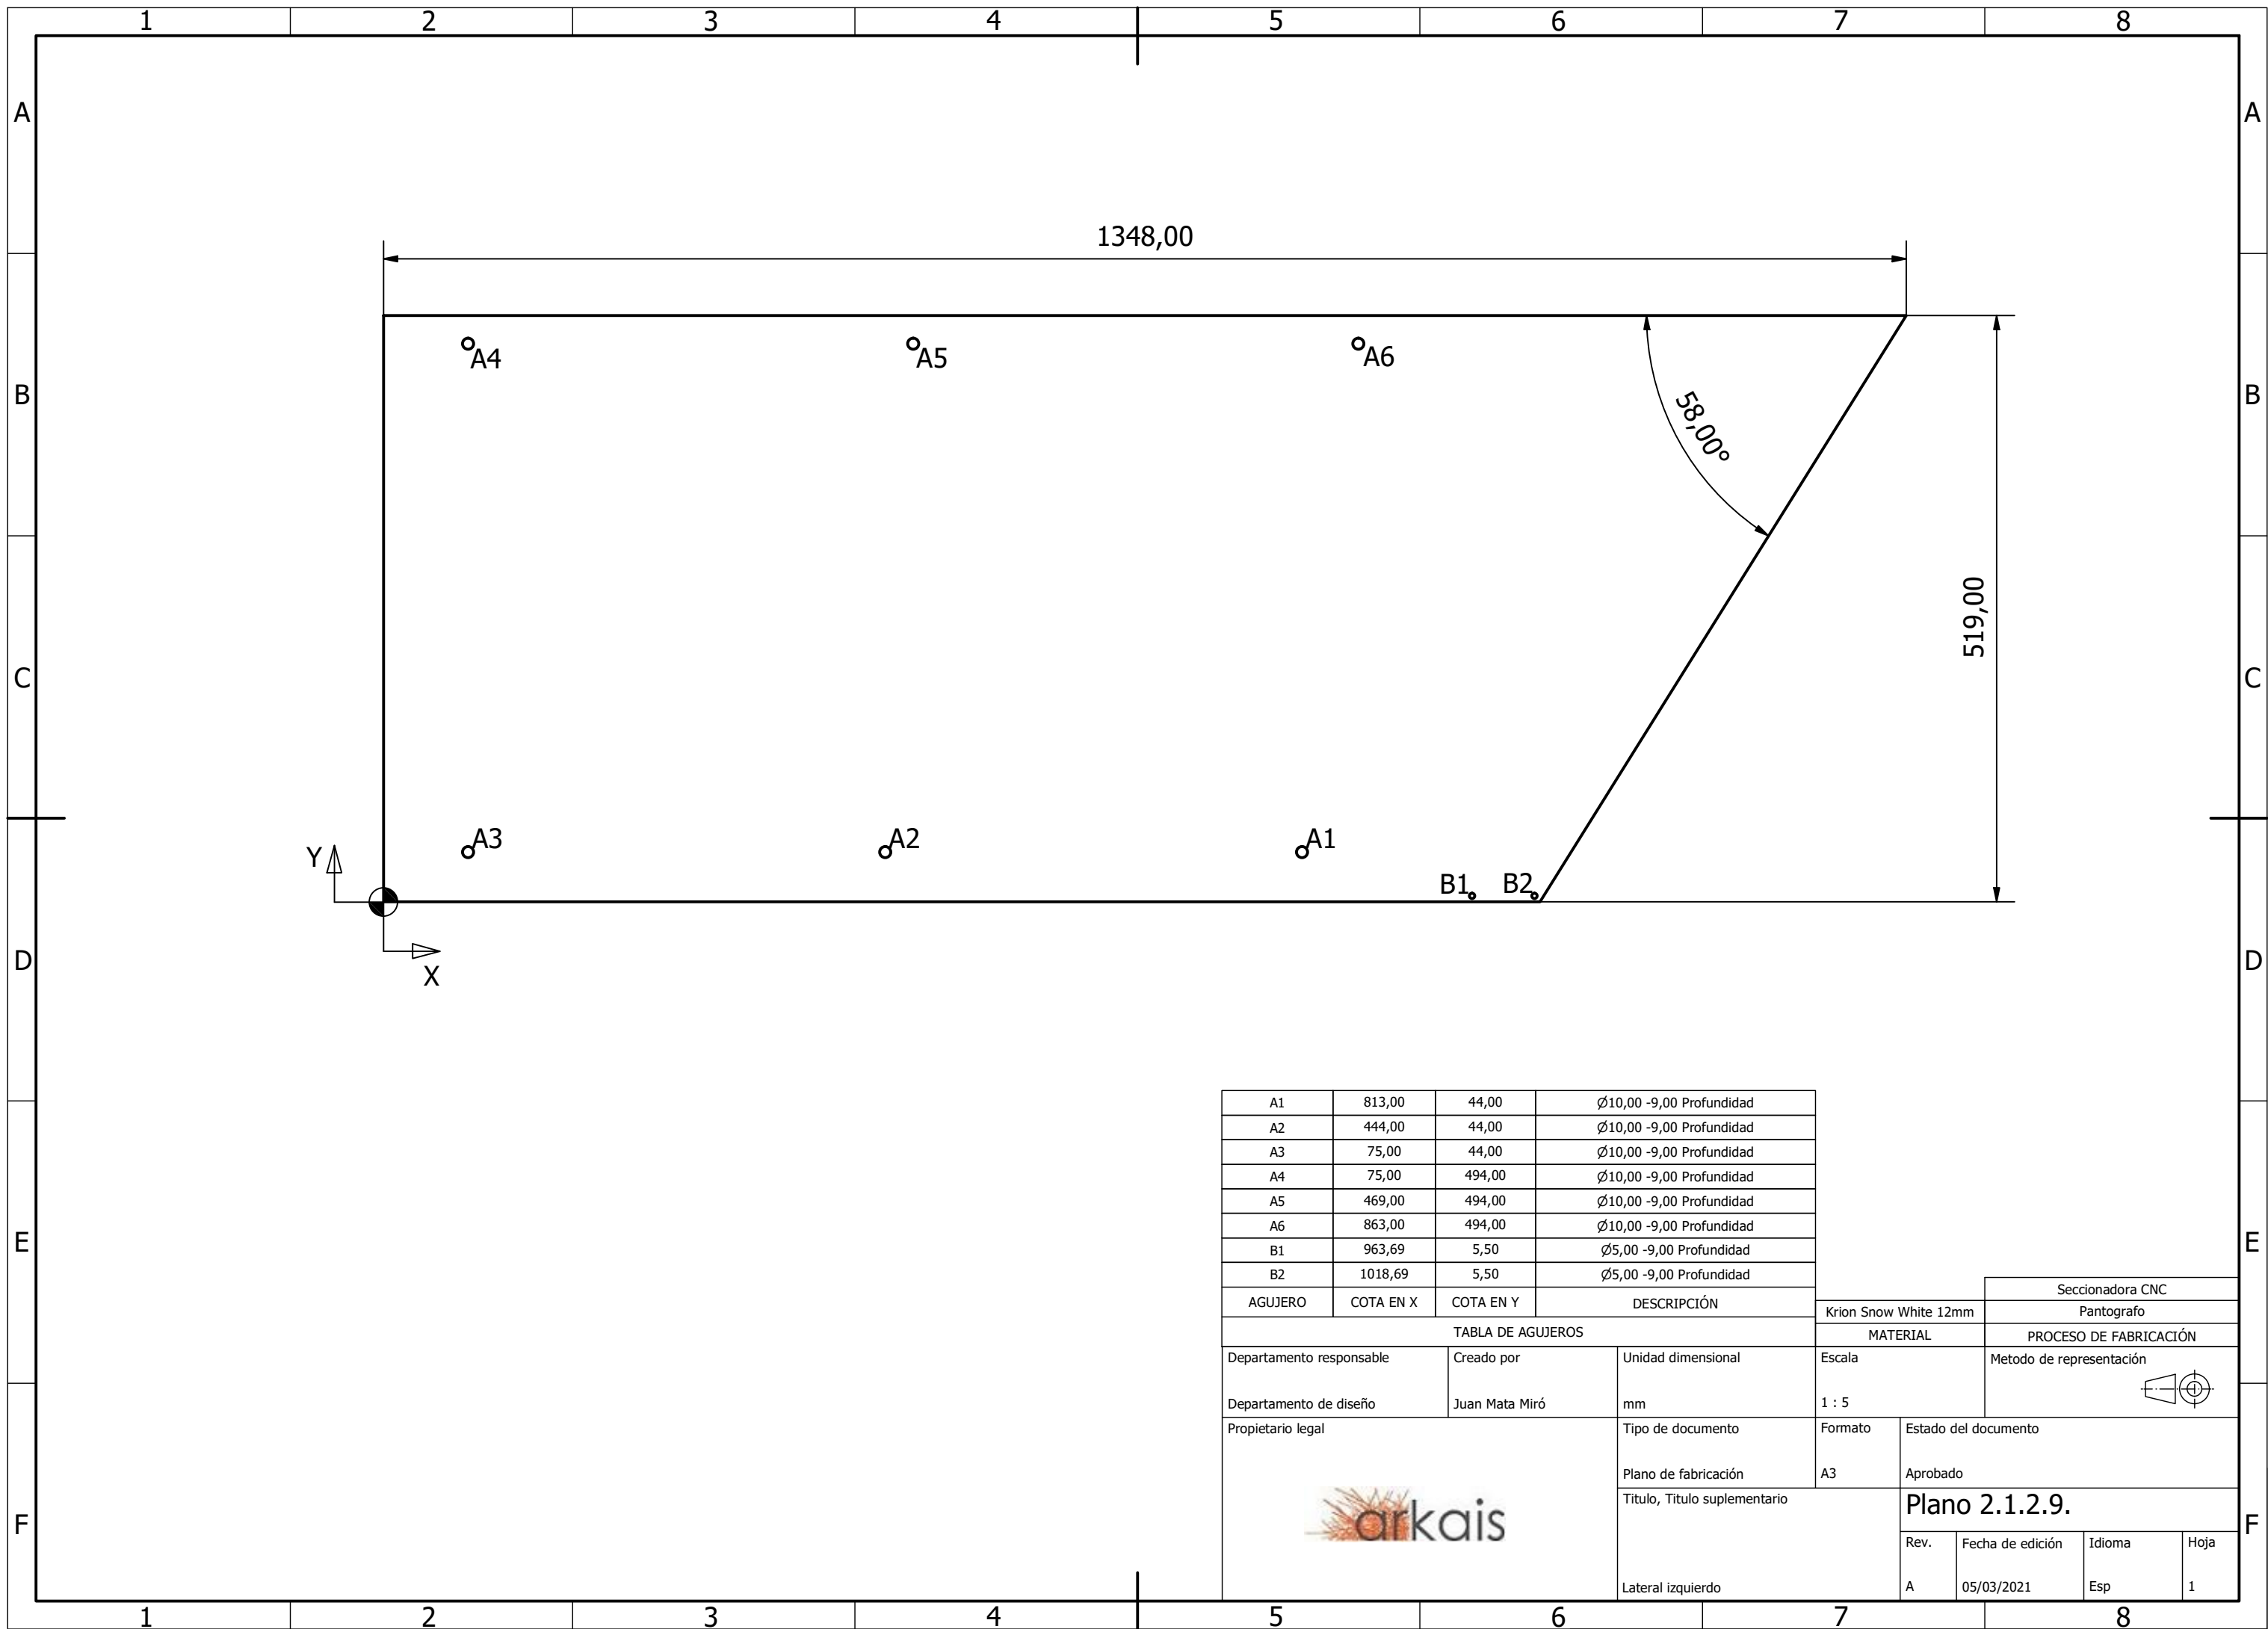 1 2 3 4 5 6 7 8
A A
1348,00
A4 A5 A6
B 58,00° B
519,00
C C
A3 A2 A1
Y B1 B2
X
D D
A1 813,00 44,00 Ø10,00 -9,00 Profundidad
A2 444,00 44,00 Ø10,00 -9,00 Profundidad
A3 75,00 44,00 Ø10,00 -9,00 Profundidad
A4 75,00 494,00 Ø10,00 -9,00 Profundidad
A5 469,00 494,00 Ø10,00 -9,00 Profundidad
A6 863,00 494,00 Ø10,00 -9,00 Profundidad
E E
B1 963,69 5,50 Ø5,00 -9,00 Profundidad
B2 1018,69 5,50 Ø5,00 -9,00 Profundidad
Seccionadora CNC
AGUJERO COTA EN X COTA EN Y DESCRIPCIÓN
Krion Snow White 12mm Pantografo
TABLA DE AGUJEROS MATERIAL PROCESO DE FABRICACIÓN
Departamento responsable Creado por Unidad dimensional Escala Metodo de representación
Departamento de diseño Juan Mata Miró mm 1 : 5
Propietario legal Tipo de documento Formato Estado del documento
Plano de fabricación A3 Aprobado
arkais
Titulo, Titulo suplementario Plano 2.1.2.9.
F F
Rev. Fecha de edición Idioma Hoja
Lateral izquierdo A 05/03/2021 Esp 1
1 2 3 4 5 6 7 8